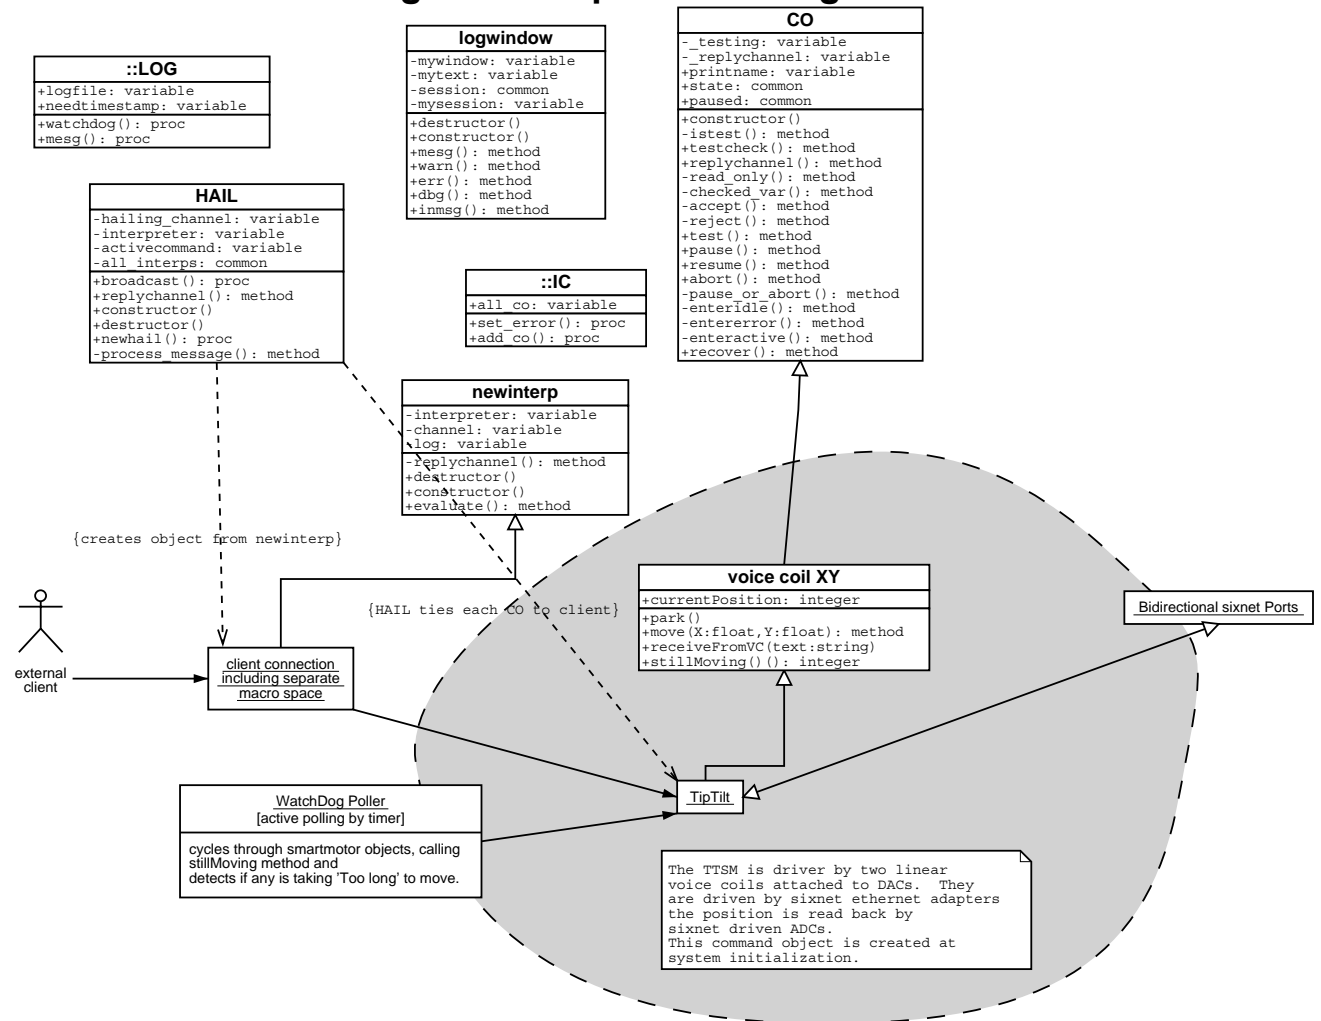 ::LOG
+logfile: variable
+needtimestamp: variable
+watchdog(): proc
+mesg(): proc
logwindow
-mywindow: variable
-mytext: variable
-session: common
-mysession: variable
+destructor()
+constructor()
+mesg(): method
+warn(): method
+err(): method
+dbg(): method
+inmsg(): method
CO
-_testing: variable
-_replychannel: variable
+printname: variable
+state: common
+paused: common
+constructor()
-istest(): method
+testcheck(): method
+replychannel(): method
-read_only(): method
-checked_var(): method
-accept(): method
-reject(): method
+test(): method
+pause(): method
+resume(): method
+abort(): method
-pause_or_abort(): method
-enteridle(): method
-entererror(): method
-enteractive(): method
+recover(): method
HAIL
-hailing_channel: variable
-interpreter: variable
-activecommand: variable
-all_interps: common
+broadcast(): proc
+replychannel(): method
+constructor()
+destructor()
+newhail(): proc
-process_message(): method
::IC
+all_co: variable
+set_error(): proc
+add_co(): proc
newinterp
-interpreter: variable
-channel: variable
-log: variable
-replychannel(): method
+destructor()
+constructor()
+evaluate(): method
{creates object from newinterp}
{HAIL ties each CO to client}
voice coil XY
+currentPosition: integer
+park()
+move(X:float,Y:float): method
+receiveFromVC(text:string)
+stillMoving()(): integer
Bidirectional sixnet Ports
external
client
client connection
including separate
macro space
TipTilt
WatchDog Poller
[active polling by timer]
cycles through smartmotor objects, calling
stillMoving method and
detects if any is taking 'Too long' to move.
The TTSM is driver by two linear
voice coils attached to DACs.  They
are driven by sixnet ethernet adapters
the position is read back by
sixnet driven ADCs.
This command object is created at
system initialization.